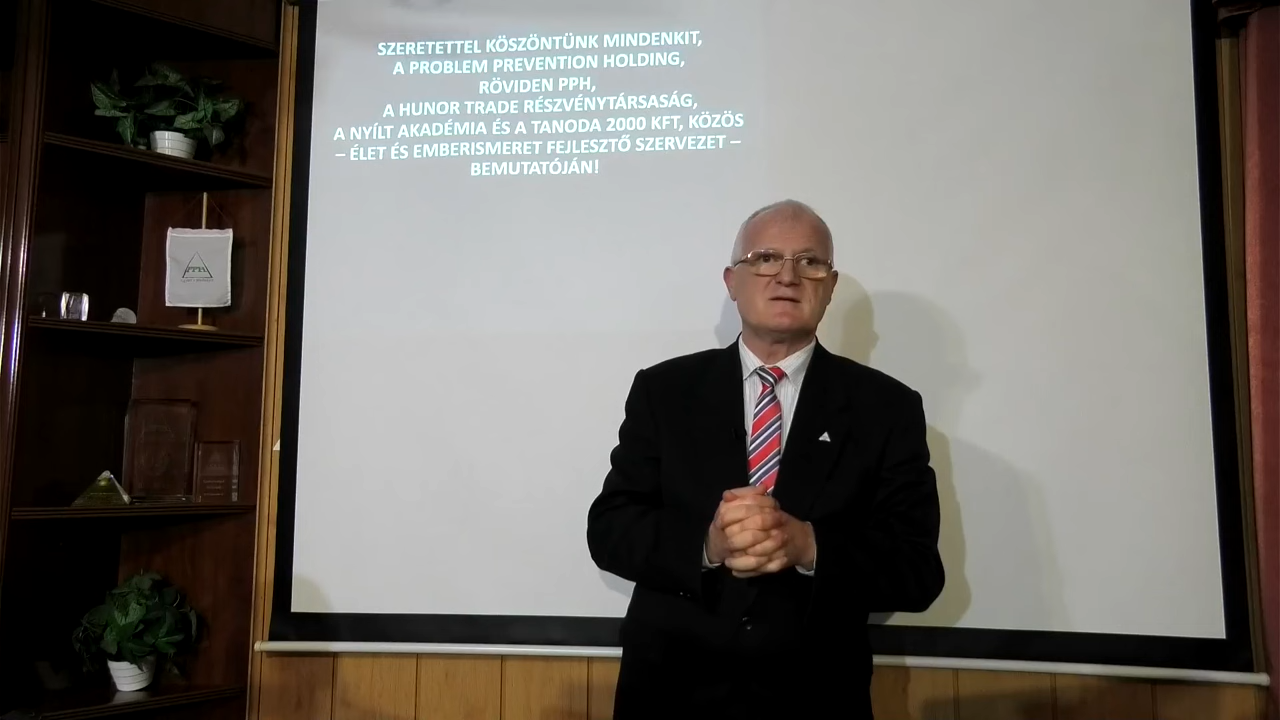 SZERETETTEL KÖSZÖNTÜNK MINDENKIT,
A PROBLEM PREVENTION HOLDING,
RÖVIDEN PPH,
A HUNOR TRADE RÉSZVÉNYTÁRSASÁG,
A NYÍLT AKADÉMIA ÉS A TANODA 2000 KFT, KÖZÖS
– ÉLET ÉS EMBERISMERET FEJLESZTŐ SZERVEZET –
BEMUTATÓJÁN!
PPH